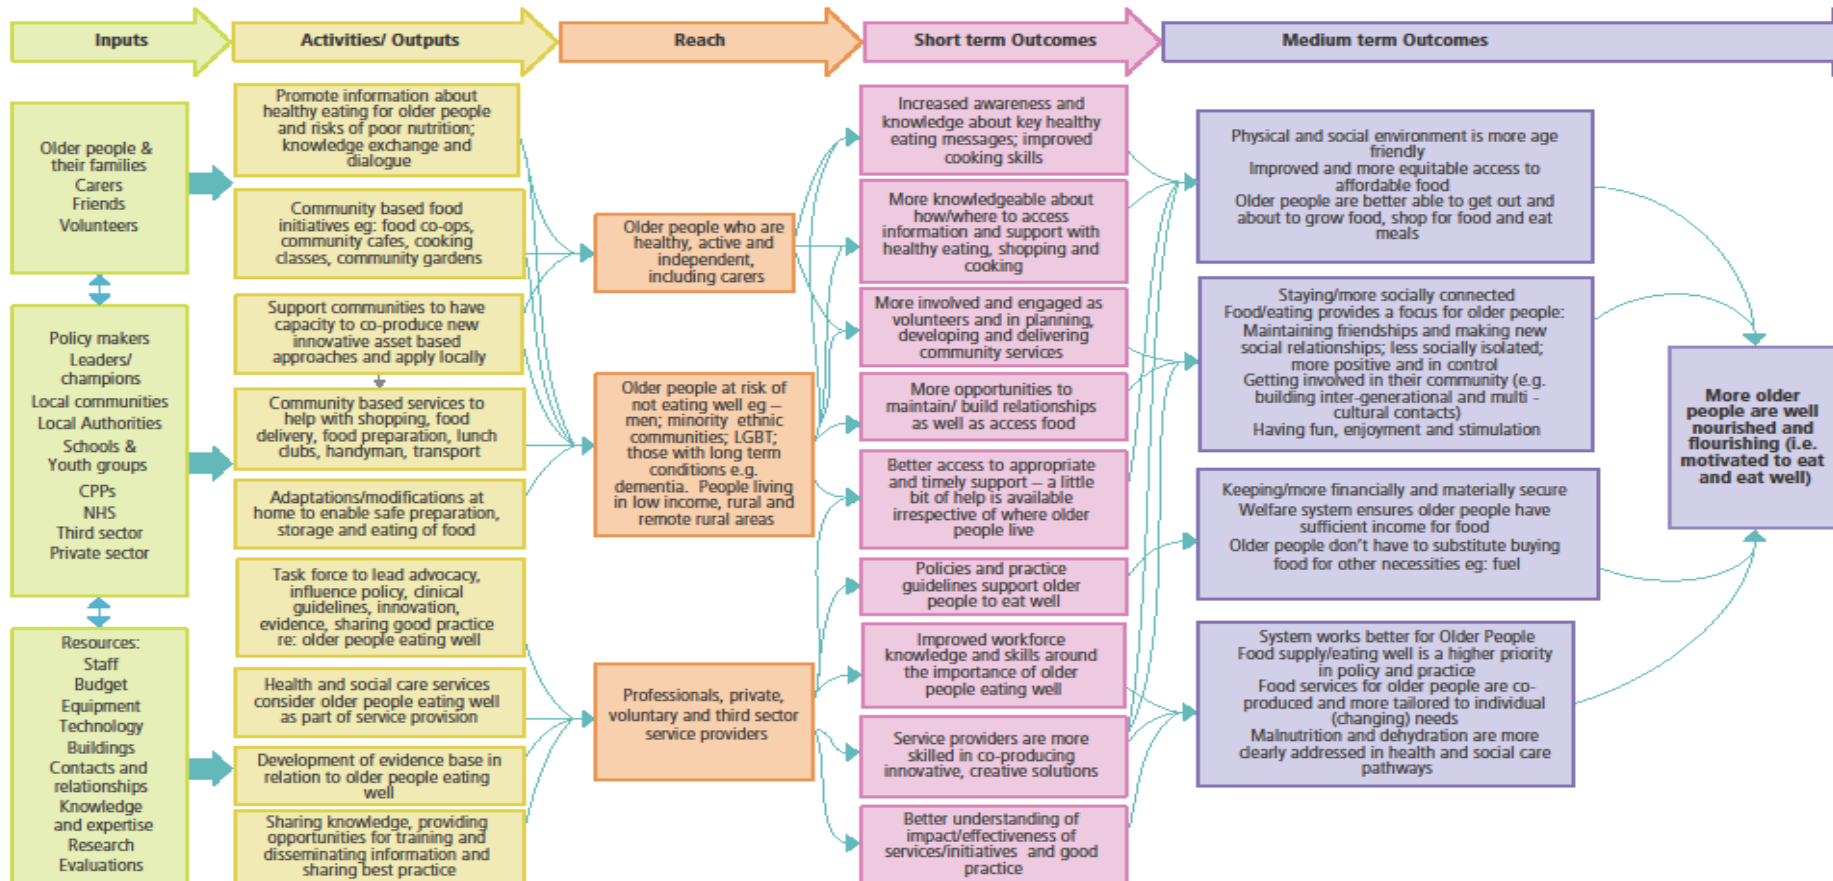 Inputs
Activities/ Outputs
Reach
Short term Outcomes
Medium term Outcomes
Older people &
their families
Carers
Friends
Volunteers
Policy makers
Leaders/
champions
Local communities
Local Authorities
Schools &
Youth groups
CPPs
NHS
Third sector
Private sector
Resources:
Staff
Budget
Equipment
Technology
Buildings
Contacts and
relationships
Knowledge
and expertise
Research
Evaluations
Promote information about
healthy eating for older people
and risks of poor nutrition;
knowledge exchange and
dialogue
Community based food
initiatives eg: food co-ops,
community cafes, cooking
classes, community gardens
Support communities to have
capacity to co-produce new
innovative asset based
approaches and apply locally
Community based services to
help with shopping, food
delivery, food preparation, lunch
clubs, handyman, transport
Adaptations/modifications at
home to enable safe preparation,
storage and eating of food
Task force to lead advocacy,
influence policy, clinical
guidelines, innovation,
evidence, sharing good practice
re: older people eating well
Health and social care services
consider older people eating well
as part of service provision
Development of evidence base in
relation to older people eating
well
Sharing knowledge, providing
opportunities for training and
disseminating information and
sharing best practice
Older people who are
healthy, active and
independent,
including carers
Older people at risk of
not eating well eg –
men; minority ethnic
communities; LGBT;
those with long term
conditions e.g.
dementia. People living
in low income, rural and
remote rural areas
Professionals, private,
voluntary and third sector
service providers
Increased awareness and
knowledge about key healthy
eating messages; improved
cooking skills
More knowledgeable about
how/where to access
information and support with
healthy eating, shopping and
cooking
More involved and engaged as
volunteers and in planning,
developing and delivering
community services
More opportunities to
maintain/ build relationships
as well as access food
Better access to appropriate
and timely support – a little
bit of help is available
irrespective of where older
people live
Policies and practice
guidelines support older
people to eat well
Improved workforce
knowledge and skills around
the importance of older
people eating well
Service providers are more
skilled in co-producing
innovative, creative solutions
Better understanding of
impact/effectiveness of
services/initiatives and good
practice
Physical and social environment is more age
friendly
Improved and more equitable access to
affordable food
Older people are better able to get out and
about to grow food, shop for food and eat
meals
Staying/more socially connected
Food/eating provides a focus for older people:
Maintaining friendships and making new
social relationships; less socially isolated;
more positive and in control
Getting involved in their community (e.g.
building inter-generational and multi -
cultural contacts)
Having fun, enjoyment and stimulation
Keeping/more financially and materially secure
Welfare system ensures older people have
sufficient income for food
Older people don't have to substitute buying
food for other necessities eg: fuel
System works better for Older People
Food supply/eating well is a higher priority
in policy and practice
Food services for older people are co-
produced and more tailored to individual
(changing) needs
Malnutrition and dehydration are more
clearly addressed in health and social care
pathways
More older
people are well
nourished and
flourishing (i.e.
motivated to eat
and eat well)